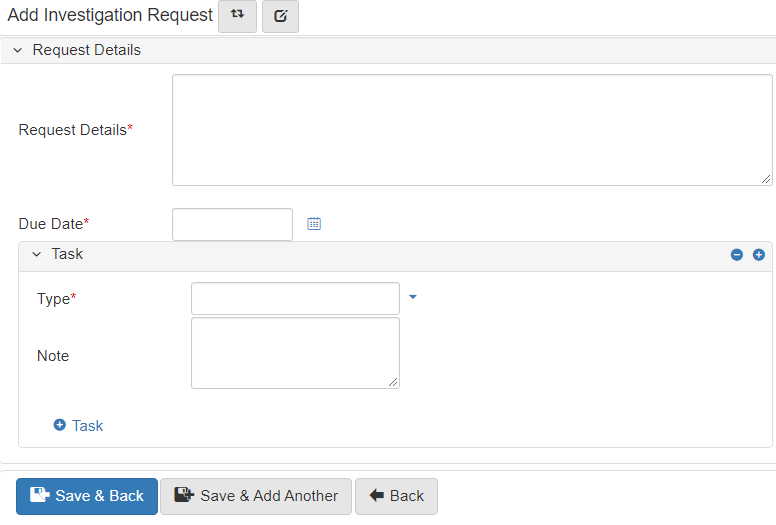 Add Investigation Request
Request Details
Request Details*
Due Date*
Task
Type*
Note
Task
Save & Back
Save & Add Another
Back